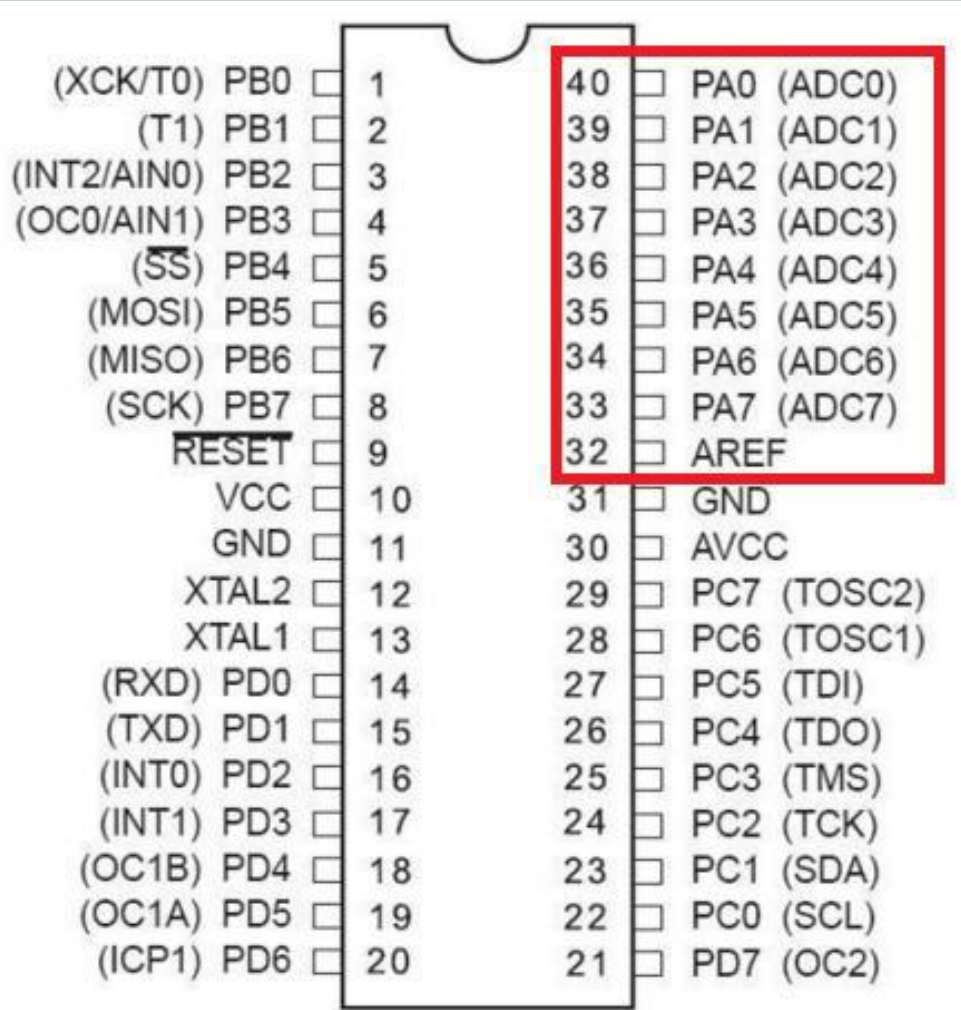 (XCK/T0) PB0 1 40 PA0 (ADC0)
(T1) PB1 2 39 PA1 (ADC1)
(INT2/AIN0) PB2 3 38 PA2 (ADC2)
(OC0/AIN1) PB3 4 37 PA3 (ADC3)
(SS) PB4 5 36 PA4 (ADC4)
(MOSI) PB5 6 35 PA5 (ADC5)
(MISO) PB6 7 34 PA6 (ADC6)
(SCK) PB7 8 33 PA7 (ADC7)
RESET 9 32 AREF
VCC 10 31 GND
GND 11 30 AVCC
XTAL2 12 29 PC7 (TOSC2)
XTAL1 13 28 PC6 (TOSC1)
(RXD) PD0 14 27 PC5 (TDI)
(TXD) PD1 15 26 PC4 (TDO)
(INT0) PD2 16 25 PC3 (TMS)
(INT1) PD3 17 24 PC2 (TCK)
(OC1B) PD4 18 23 PC1 (SDA)
(OC1A) PD5 19 22 PC0 (SCL)
(ICP1) PD6 20 21 PD7 (OC2)